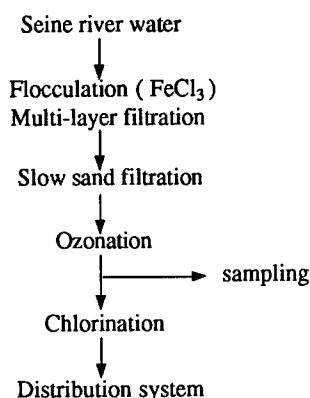 Seine river water
Flocculation ( FeCl₃ )
Multi-layer filtration
Slow sand filtration
Ozonation
sampling
Chlorination
Distribution system